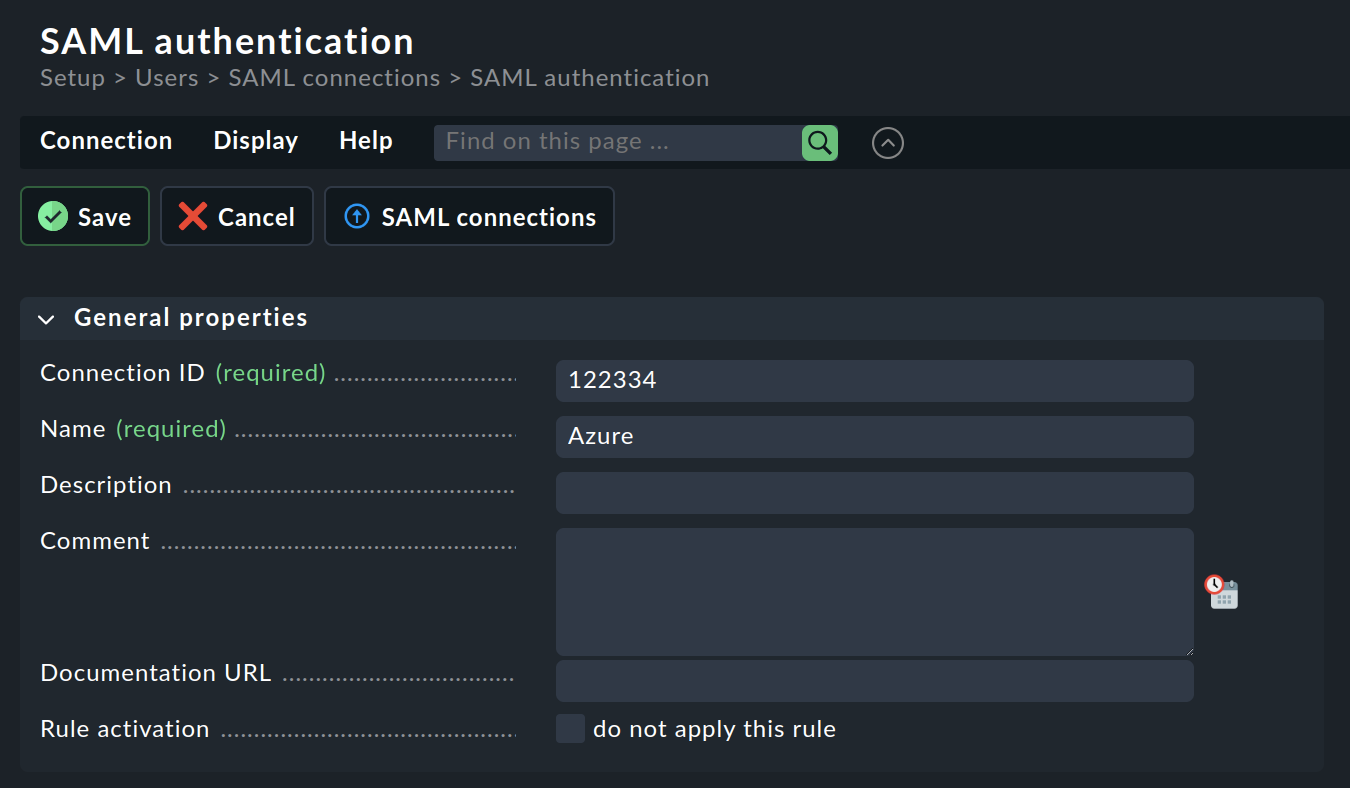 SAML authentication
Setup > Users > SAML connections > SAML authentication
Connection Display Help Find on this page ...
Save Cancel SAML connections
General properties
Connection ID (required) 122334
Name (required) Azure
Description
Comment
Documentation URL
Rule activation do not apply this rule